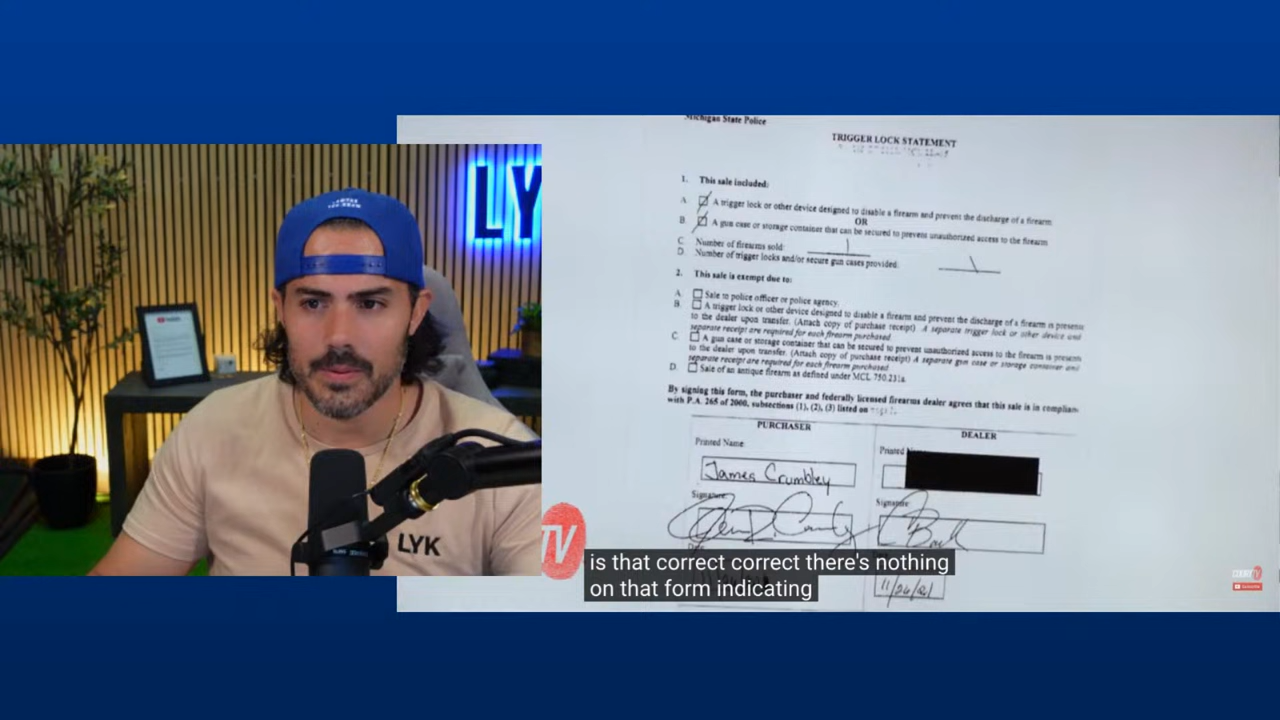 LY
LYK
Michigan State Police
TRIGGER LOCK STATEMENT
1. This sale included:
A. A trigger lock or other device designed to disable a firearm and prevent the discharge of a firearm
OR
B. A gun case or storage container that can be secured to prevent unauthorized access to the firearm
C. Number of firearms sold:
D. Number of trigger locks and/or secure gun cases provided:
2. This sale is exempt due to:
A. Sale to police officer or police agency.
B. A trigger lock or other device designed to disable a firearm and prevent the discharge of a firearm is presente
to the dealer upon transfer. (Attach copy of purchase receipt). A separate trigger lock or other device and
separate receipt are required for each firearm purchased.
C. A gun case or storage container that can be secured to prevent unauthorized access to the firearm is presente
to the dealer upon transfer. (Attach copy of purchase receipt) A separate gun case or storage container and
separate receipt are required for each firearm purchased.
D. Sale of an antique firearm as defined under MCL 750.231a.
By signing this form, the purchaser and federally licensed firearms dealer agrees that this sale is in complianc
with P.A. 265 of 2000, subsections (1), (2), (3) listed on
PURCHASER
DEALER
Printed Name:
Printed
James Crumbley
Signature
Signature
TV
is that correct correct there's nothing
on that form indicating